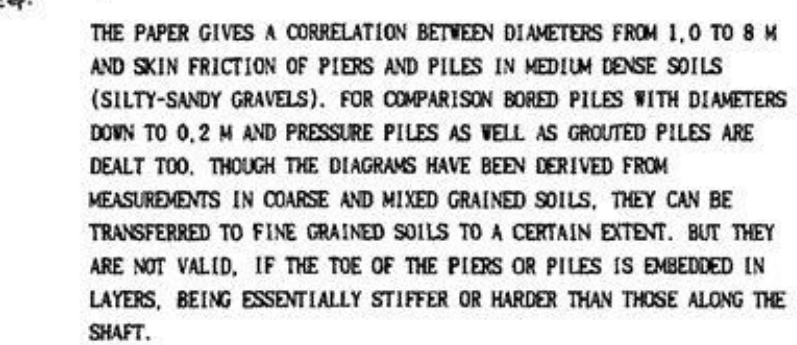 THE PAPER GIVES A CORRELATION BETWEEN DIAMETERS FROM 1,0 TO 8 M
AND SKIN FRICTION OF PIERS AND PILES IN MEDIUM DENSE SOILS
(SILTY-SANDY GRAVELS). FOR COMPARISON BORED PILES WITH DIAMETERS
DOWN TO 0,2 M AND PRESSURE PILES AS WELL AS GROUTED PILES ARE
DEALT TOO. THOUGH THE DIAGRAMS HAVE BEEN DERIVED FROM
MEASUREMENTS IN COARSE AND MIXED GRAINED SOILS, THEY CAN BE
TRANSFERRED TO FINE GRAINED SOILS TO A CERTAIN EXTENT. BUT THEY
ARE NOT VALID, IF THE TOE OF THE PIERS OR PILES IS EMBEDDED IN
LAYERS, BEING ESSENTIALLY STIFFER OR HARDER THAN THOSE ALONG THE
SHAFT.